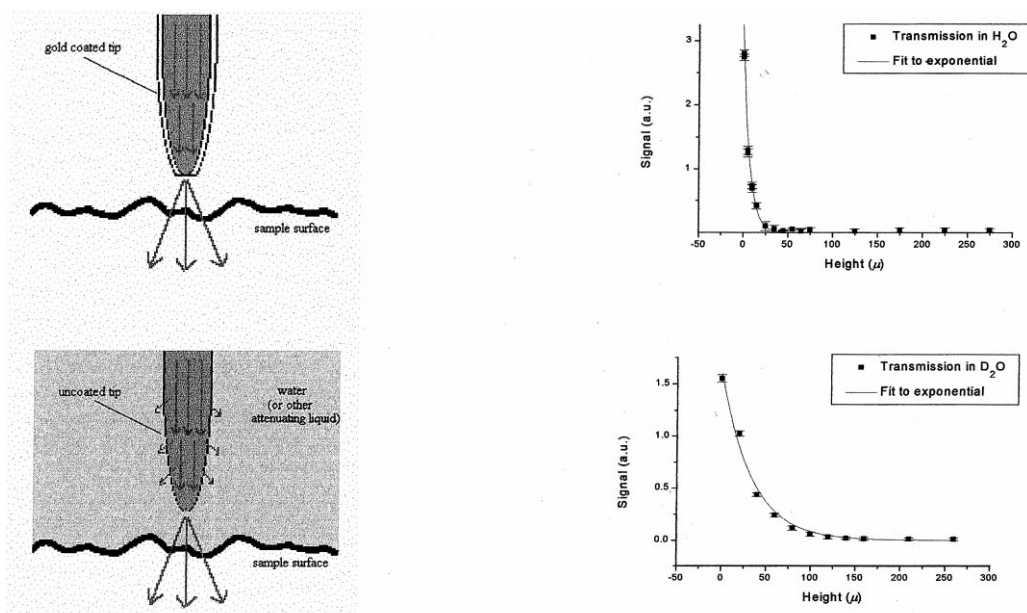 gold coated tip
sample surface
uncoated tip
water
(or other
attenuating liquid)
sample surface
Transmission in H₂O
Fit to exponential
Signal (a.u.)
3
2
1
0
50
100
150
200
250
300
Height (μ)
Transmission in D₂O
Fit to exponential
Signal (a.u.)
1.5
1.0
0.5
0.0
-50
0
50
100
150
200
250
300
Height (μ)